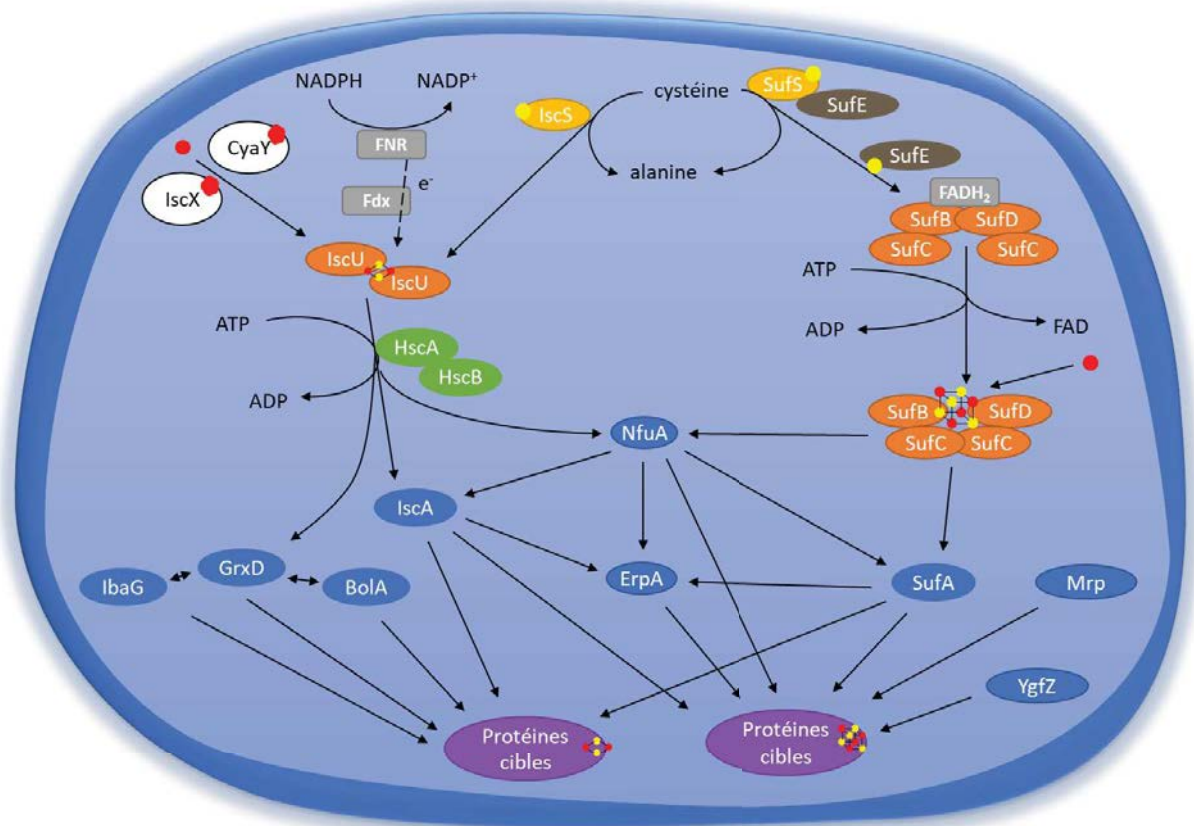 NADPH
NADP⁺
cystéine
SufS
SufE
IscS
CyaY
FNR
SufE
alanine
e⁻
IscX
Fdx
FADH₂
SufB
SufD
IscU
SufC
SufC
IscU
ATP
ATP
ADP
FAD
HscA
HscB
ADP
SufB
SufD
NfuA
SufC
SufC
IscA
GrxD
ErpA
SufA
Mrp
IbaG
BolA
YgfZ
Protéines
cibles
Protéines
cibles